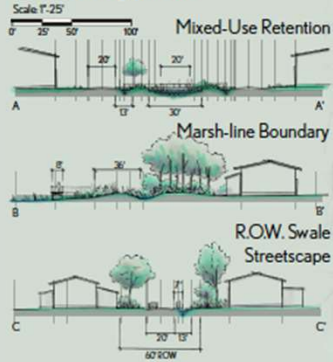 Scale: 1"-25'
0' 25' 50' 100'
Mixed-Use Retention
20' 20'
13' 30'
A A'
Marsh-line Boundary
8' 36'
B B'
R.O.W. Swale
Streetscape
20' 13'
C C'
60' ROW